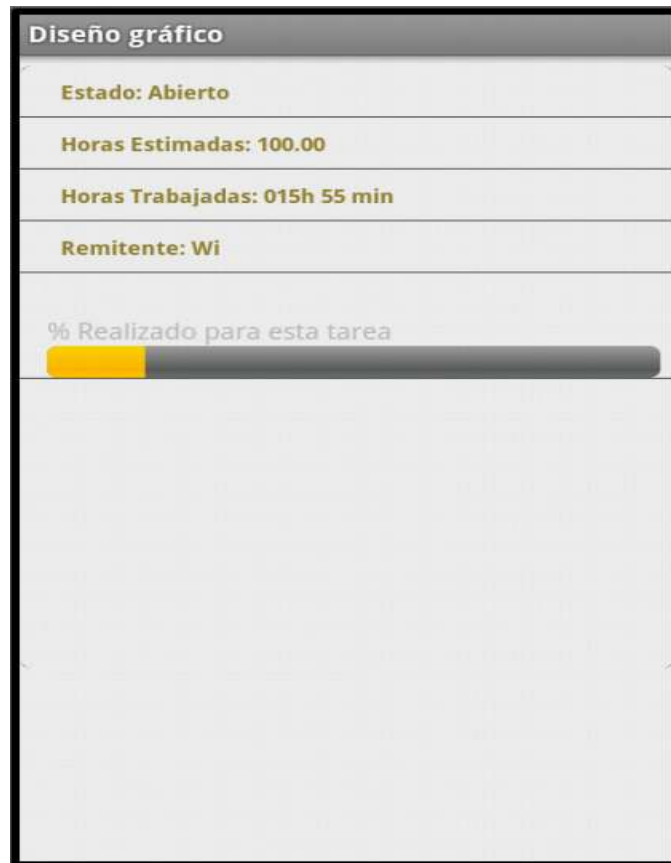 Diseño gráfico
Estado: Abierto
Horas Estimadas: 100.00
Horas Trabajadas: 015h 55 min
Remitente: Wi
% Realizado para esta tarea